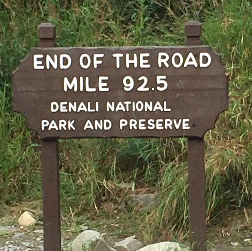 END OF THE ROAD
MILE 92.5
DENALI NATIONAL
PARK AND PRESERVE